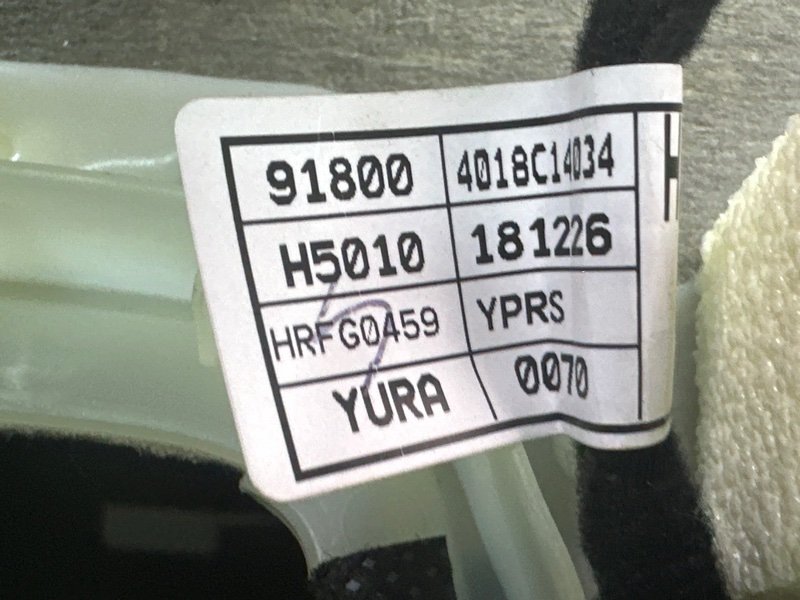 91800 4018C14034
H5010 181226
HRFG0459 YPRS
YURA 0070
H